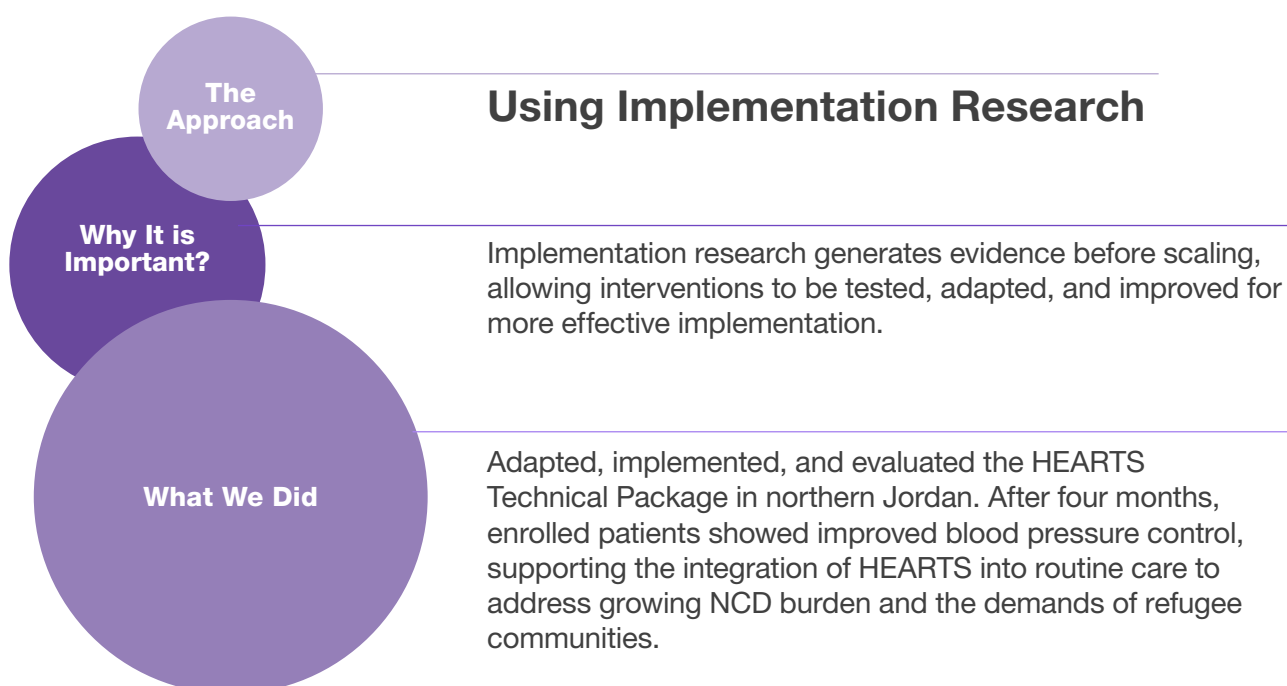 The
Approach
Using Implementation Research
Why It is
Important?
Implementation research generates evidence before scaling,
allowing interventions to be tested, adapted, and improved for
more effective implementation.
What We Did
Adapted, implemented, and evaluated the HEARTS
Technical Package in northern Jordan. After four months,
enrolled patients showed improved blood pressure control,
supporting the integration of HEARTS into routine care to
address growing NCD burden and the demands of refugee
communities.